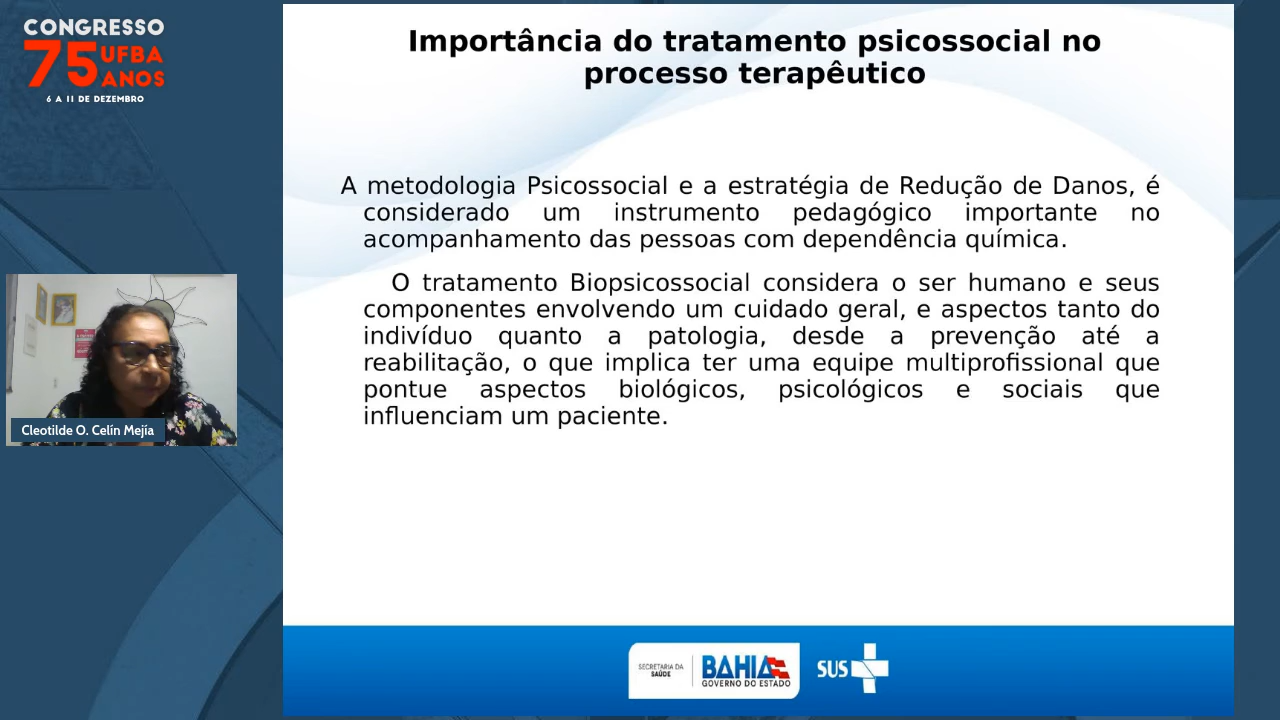 CONGRESSO
75 UFBA
ANOS
6 A 11 DE DEZEMBRO
Importância do tratamento psicossocial no
processo terapêutico
A metodologia Psicossocial e a estratégia de Redução de Danos, é
considerado um instrumento pedagógico importante no
acompanhamento das pessoas com dependência química.
O tratamento Biopsicossocial considera o ser humano e seus
componentes envolvendo um cuidado geral, e aspectos tanto do
indivíduo quanto a patologia, desde a prevenção até a
reabilitação, o que implica ter uma equipe multiprofissional que
pontue aspectos biológicos, psicológicos e sociais que
influenciam um paciente.
Cleotilde O. Celín Mejía
SECRETARIA DA
SAÚDE
BAHIA
GOVERNO DO ESTADO
SUS